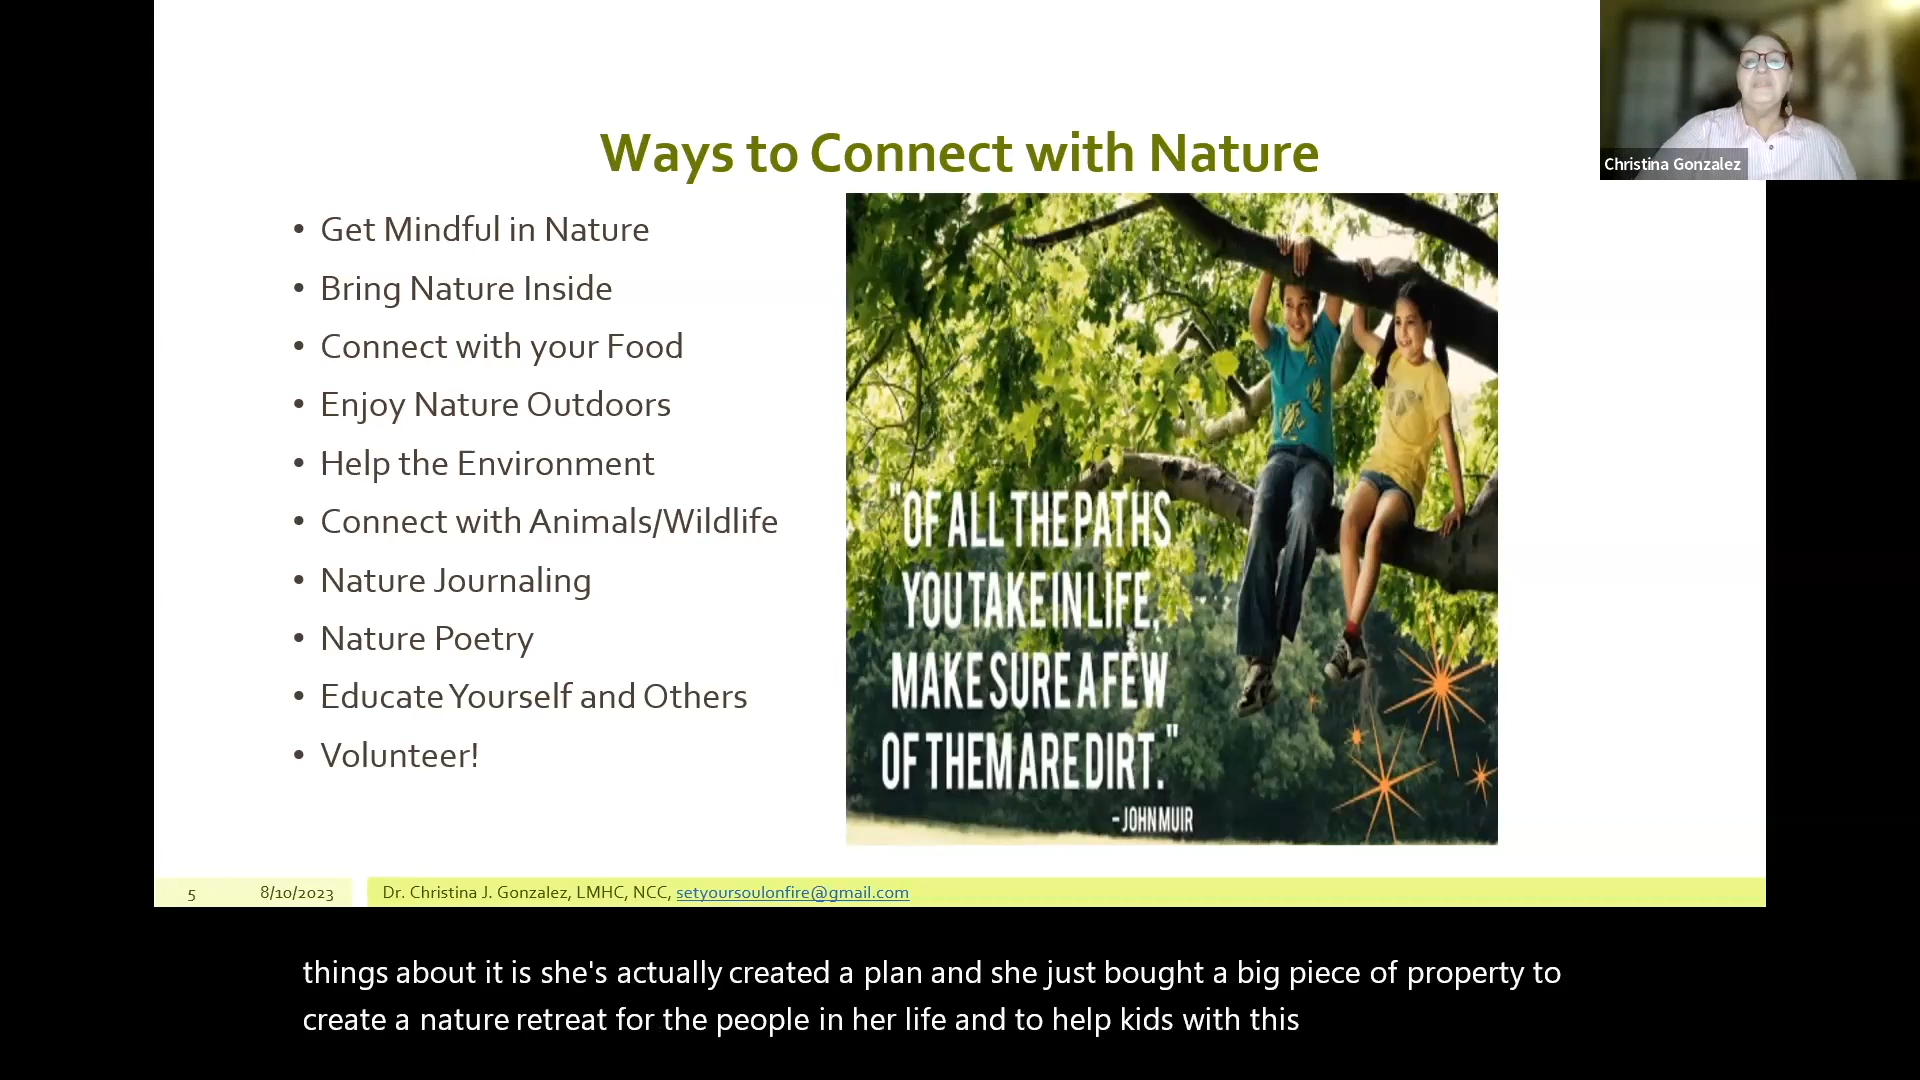 Ways to Connect with Nature
Christina Gonzalez
• Get Mindful in Nature
• Bring Nature Inside
• Connect with your Food
• Enjoy Nature Outdoors
• Help the Environment
• Connect with Animals/Wildlife
• Nature Journaling
• Nature Poetry
• Educate Yourself and Others
• Volunteer!
"OF ALL THE PATHS
YOU TAKE IN LIFE,
MAKE SURE A FEW
OF THEM ARE DIRT."
- JOHN MUIR
5 8/10/2023 Dr. Christina J. Gonzalez, LMHC, NCC, setyoursoulonfire@gmail.com
things about it is she's actually created a plan and she just bought a big piece of property to
create a nature retreat for the people in her life and to help kids with this